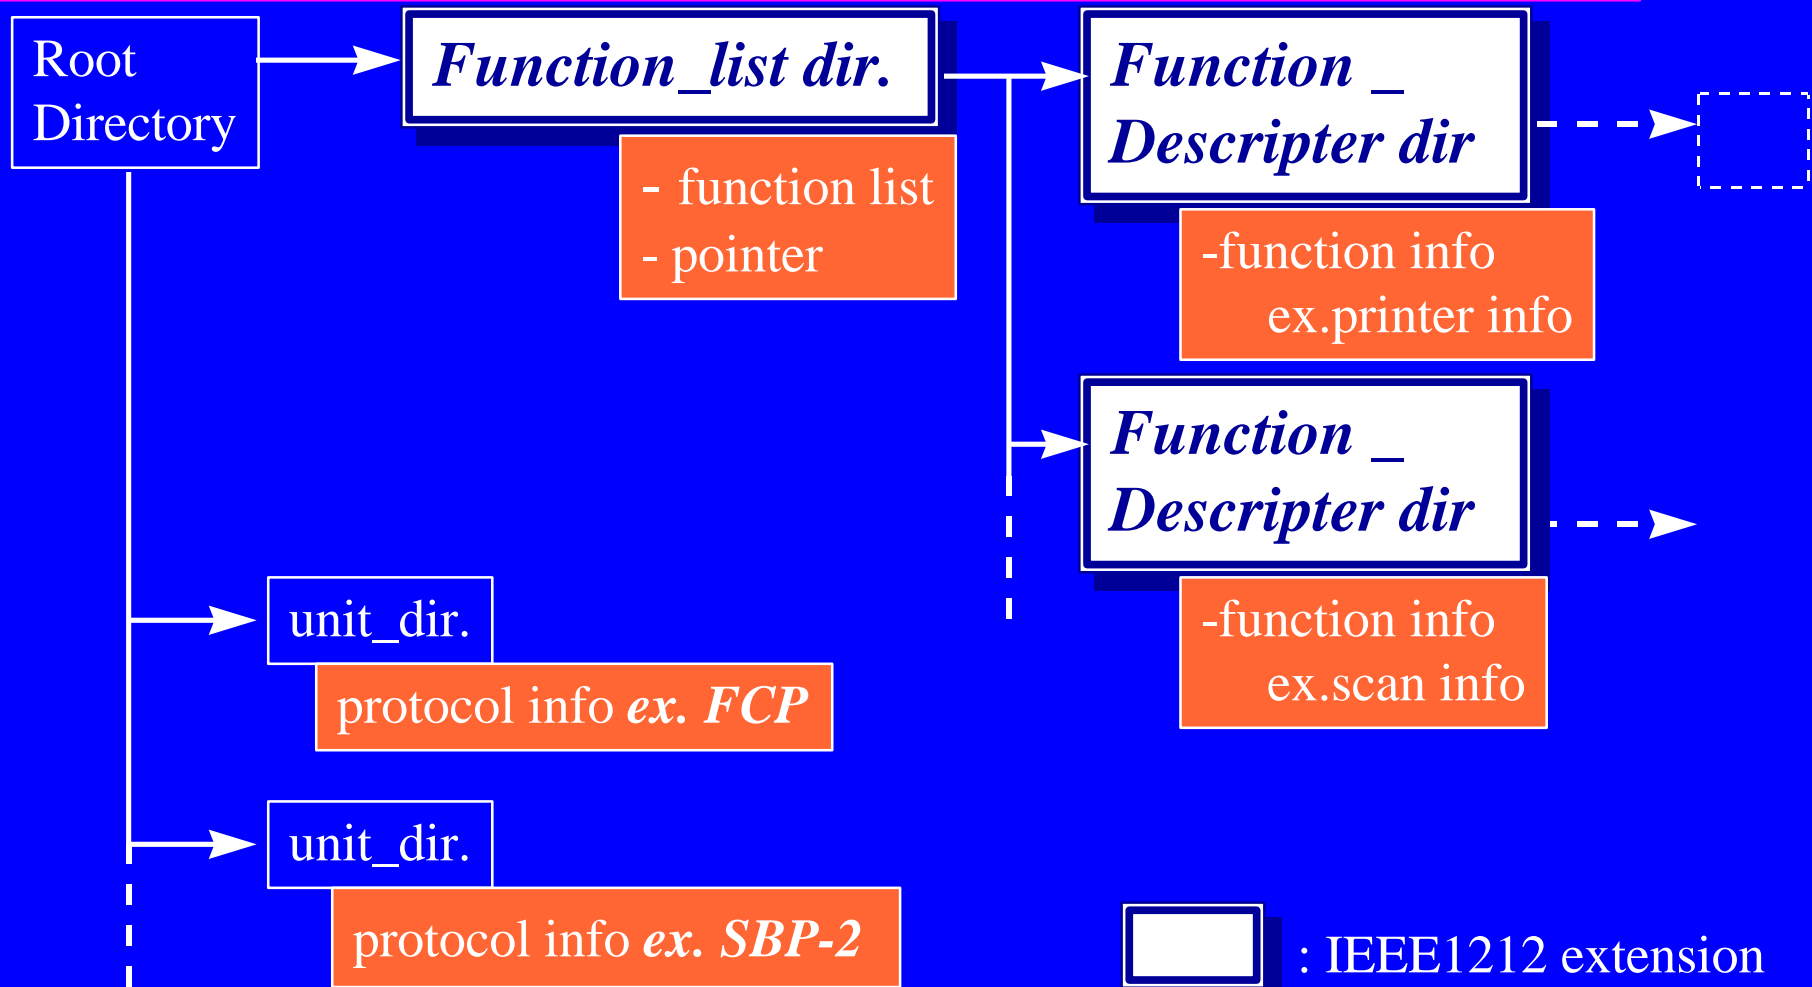 Root
Directory
Function_list dir.
- function list
- pointer
Function _
Descripter dir
-function info
ex.printer info
Function _
Descripter dir
-function info
ex.scan info
unit_dir.
protocol info ex. FCP
unit_dir.
protocol info ex. SBP-2
: IEEE1212 extension